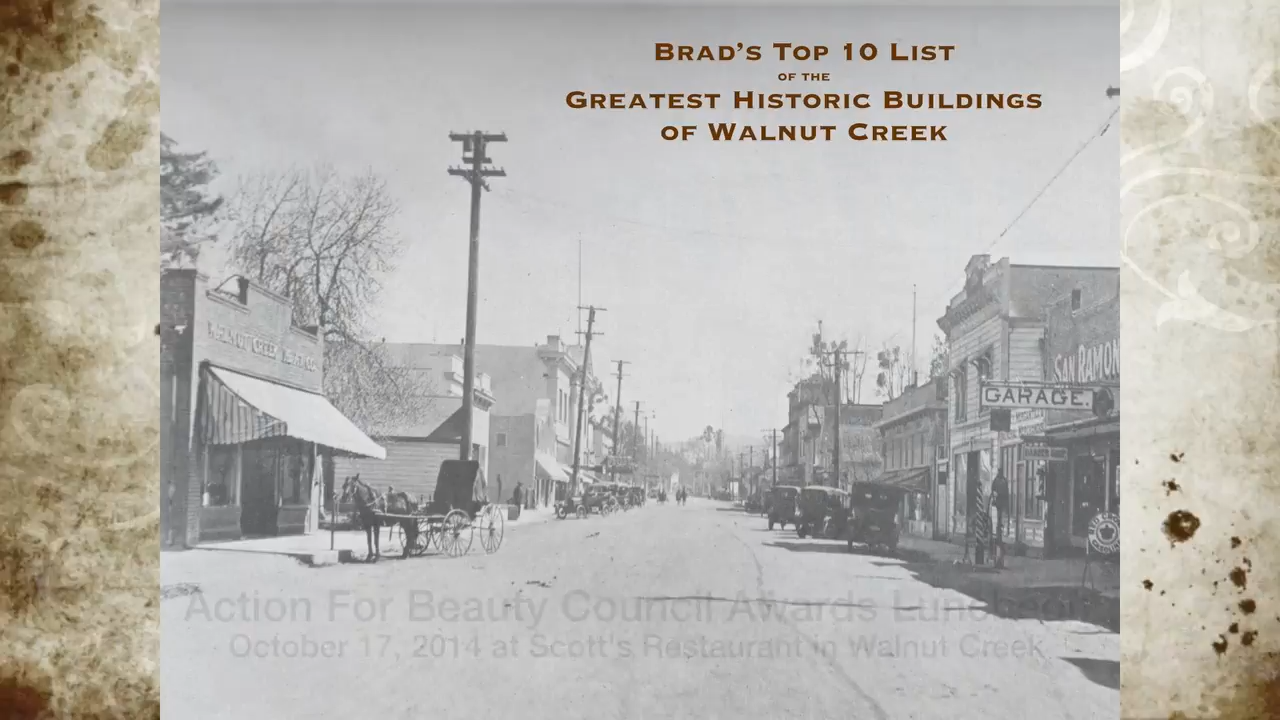 Brad's Top 10 List
of the
Greatest Historic Buildings
of Walnut Creek
WALNUT CREEK
SAN RAMON
GARAGE.
Action For Beauty Council Awards Luncheon
October 17, 2014 at Scott's Restaurant in Walnut Creek